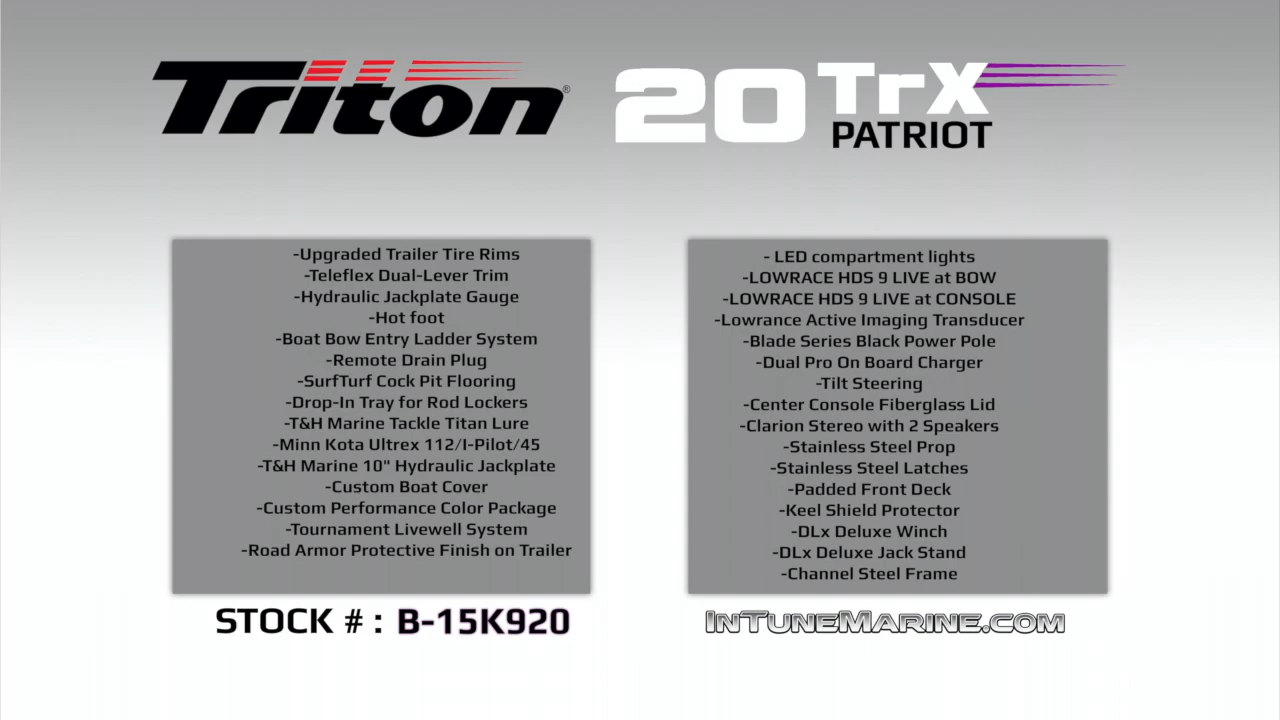 Triton®
20 TrX
PATRIOT
-Upgraded Trailer Tire Rims
-Teleflex Dual-Lever Trim
-Hydraulic Jackplate Gauge
-Hot foot
-Boat Bow Entry Ladder System
-Remote Drain Plug
-SurfTurf Cock Pit Flooring
-Drop-In Tray for Rod Lockers
-T&H Marine Tackle Titan Lure
-Minn Kota Ultrex 112/I-Pilot/45
-T&H Marine 10" Hydraulic Jackplate
-Custom Boat Cover
-Custom Performance Color Package
-Tournament Livewell System
-Road Armor Protective Finish on Trailer
- LED compartment lights
-LOWRACE HDS 9 LIVE at BOW
-LOWRACE HDS 9 LIVE at CONSOLE
-Lowrance Active Imaging Transducer
-Blade Series Black Power Pole
-Dual Pro On Board Charger
-Tilt Steering
-Center Console Fiberglass Lid
-Clarion Stereo with 2 Speakers
-Stainless Steel Prop
-Stainless Steel Latches
-Padded Front Deck
-Keel Shield Protector
-DLx Deluxe Winch
-DLx Deluxe Jack Stand
-Channel Steel Frame
STOCK # : B-15K920
InTuneMarine.com